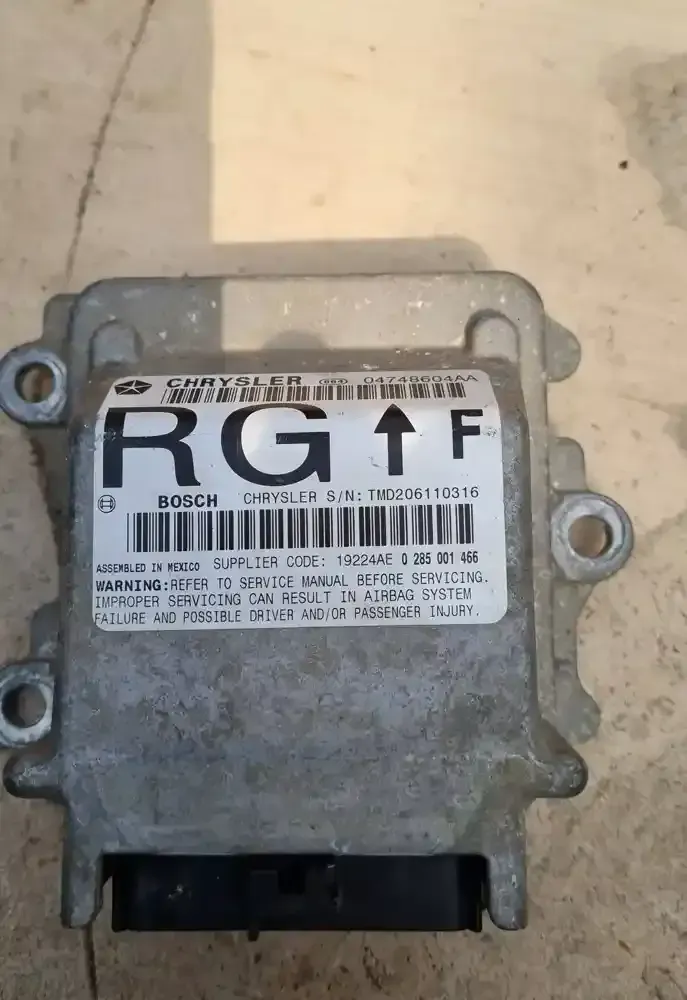 CHRYSLER 04748604AA
RG F
BOSCH CHRYSLER S/N: TMD206110316
ASSEMBLED IN MEXICO SUPPLIER CODE: 19224AE 0 285 001 466
WARNING: REFER TO SERVICE MANUAL BEFORE SERVICING.
IMPROPER SERVICING CAN RESULT IN AIRBAG SYSTEM
FAILURE AND POSSIBLE DRIVER AND/OR PASSENGER INJURY.